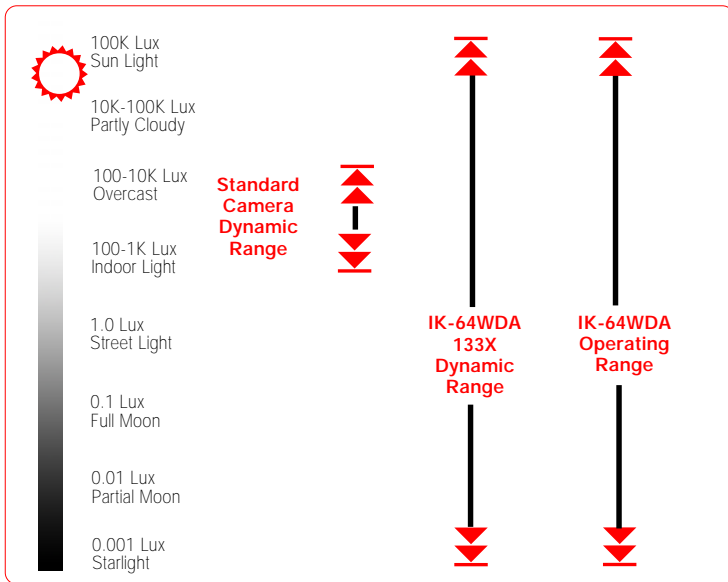 100K Lux
Sun Light
10K-100K Lux
Partly Cloudy
100-10K Lux
Overcast
100-1K Lux
Indoor Light
1.0 Lux
Street Light
0.1 Lux
Full Moon
0.01 Lux
Partial Moon
0.001 Lux
Starlight
Standard
Camera
Dynamic
Range
IK-64WDA
133X
Dynamic
Range
IK-64WDA
Operating
Range